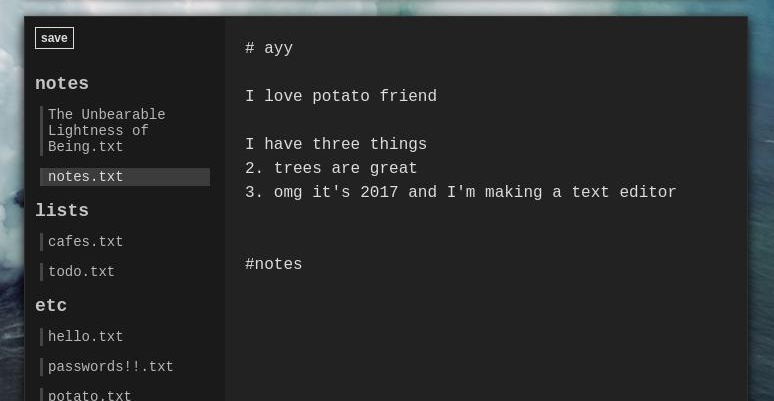 save
notes
The Unbearable
Lightness of
Being.txt
notes.txt
lists
cafes.txt
todo.txt
etc
hello.txt
passwords!!.txt
potato.txt
# ayy
I love potato friend
I have three things
2. trees are great
3. omg it's 2017 and I'm making a text editor
#notes